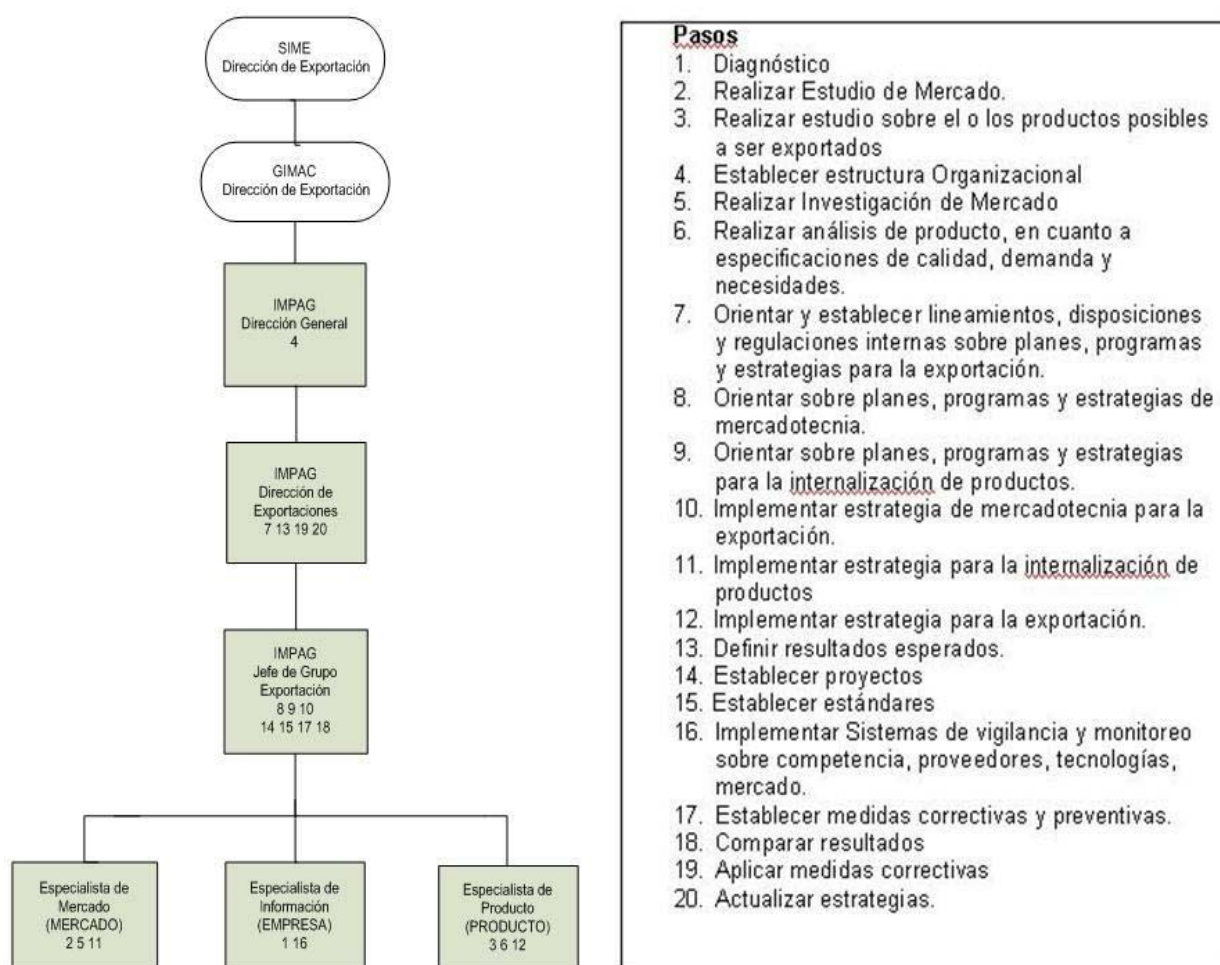 SIME
Dirección de Exportación
GIMAC
Dirección de Exportación
IMPAG
Dirección General
4
IMPAG
Dirección de
Exportaciones
7 13 19 20
IMPAG
Jefe de Grupo
Exportación
8 9 10
14 15 17 18
Especialista de
Mercado
(MERCADO)
2 5 11
Especialista de
Información
(EMPRESA)
1 16
Especialista de
Producto
(PRODUCTO)
3 6 12
Pasos
1. Diagnóstico
2. Realizar Estudio de Mercado.
3. Realizar estudio sobre el o los productos posibles
a ser exportados
4. Establecer estructura Organizacional
5. Realizar Investigación de Mercado
6. Realizar análisis de producto, en cuanto a
especificaciones de calidad, demanda y
necesidades.
7. Orientar y establecer lineamientos, disposiciones
y regulaciones internas sobre planes, programas
y estrategias para la exportación.
8. Orientar sobre planes, programas y estrategias de
mercadotecnia.
9. Orientar sobre planes, programas y estrategias
para la internalización de productos.
10. Implementar estrategia de mercadotecnia para la
exportación.
11. Implementar estrategia para la internalización de
productos
12. Implementar estrategia para la exportación.
13. Definir resultados esperados.
14. Establecer proyectos
15. Establecer estándares
16. Implementar Sistemas de vigilancia y monitoreo
sobre competencia, proveedores, tecnologías,
mercado.
17. Establecer medidas correctivas y preventivas.
18. Comparar resultados
19. Aplicar medidas correctivas
20. Actualizar estrategias.